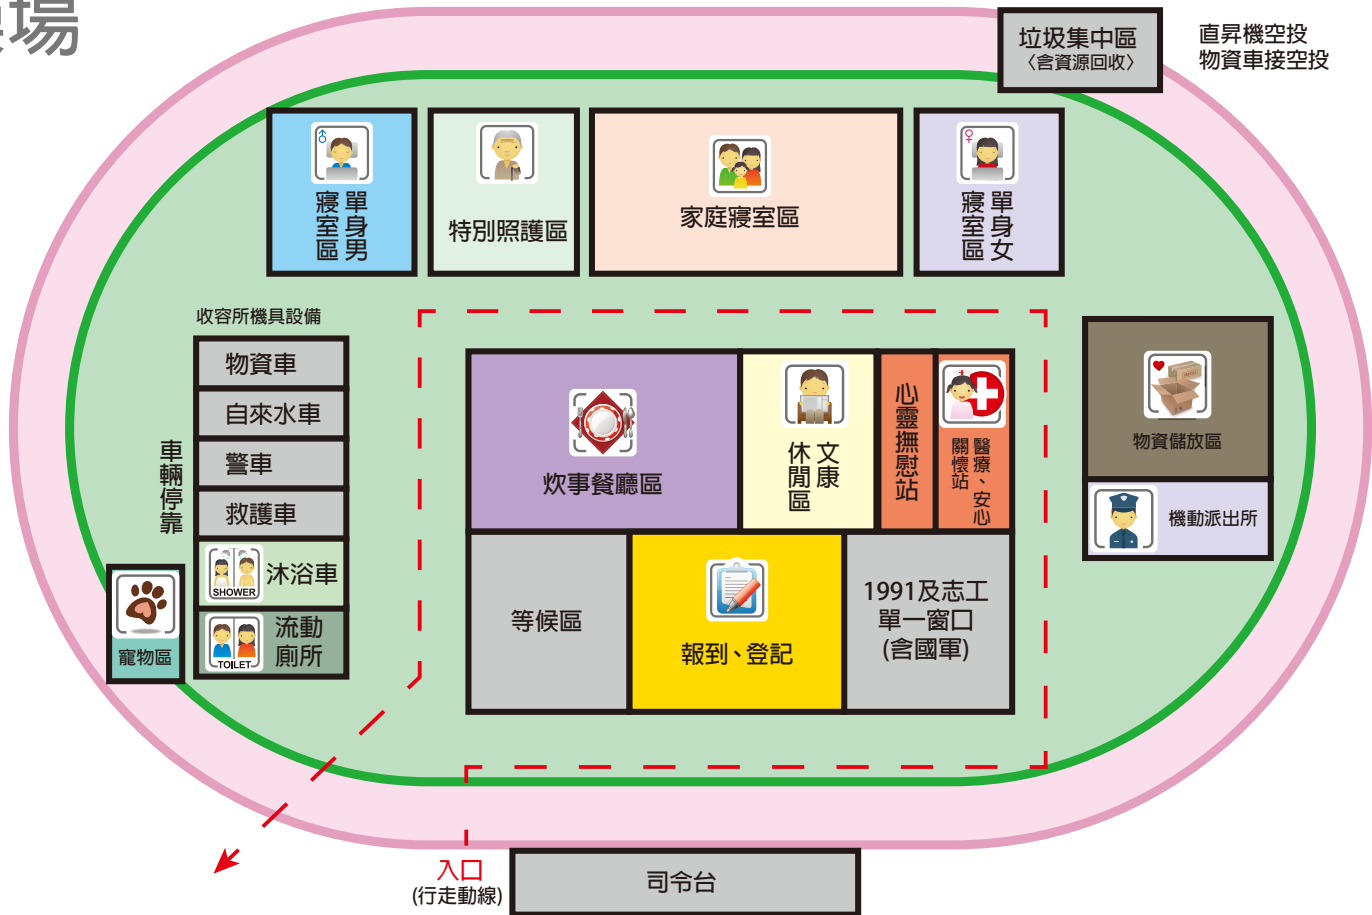 場
垃圾集中區
〈含資源回收〉
直昇機空投
物資車接空投
單身男
寢室區
特別照護區
家庭寢室區
單身女
寢室區
收容所機具設備
物資車
自來水車
警車
救護車
SHOWER
沐浴車
TOILET
流動
廁所
車輛停靠
寵物區
炊事餐廳區
文康
休閒區
心靈撫慰站
醫療、安心
關懷站
物資儲放區
機動派出所
等候區
報到、登記
1991及志工
單一窗口
(含國軍)
入口
(行走動線)
司令台